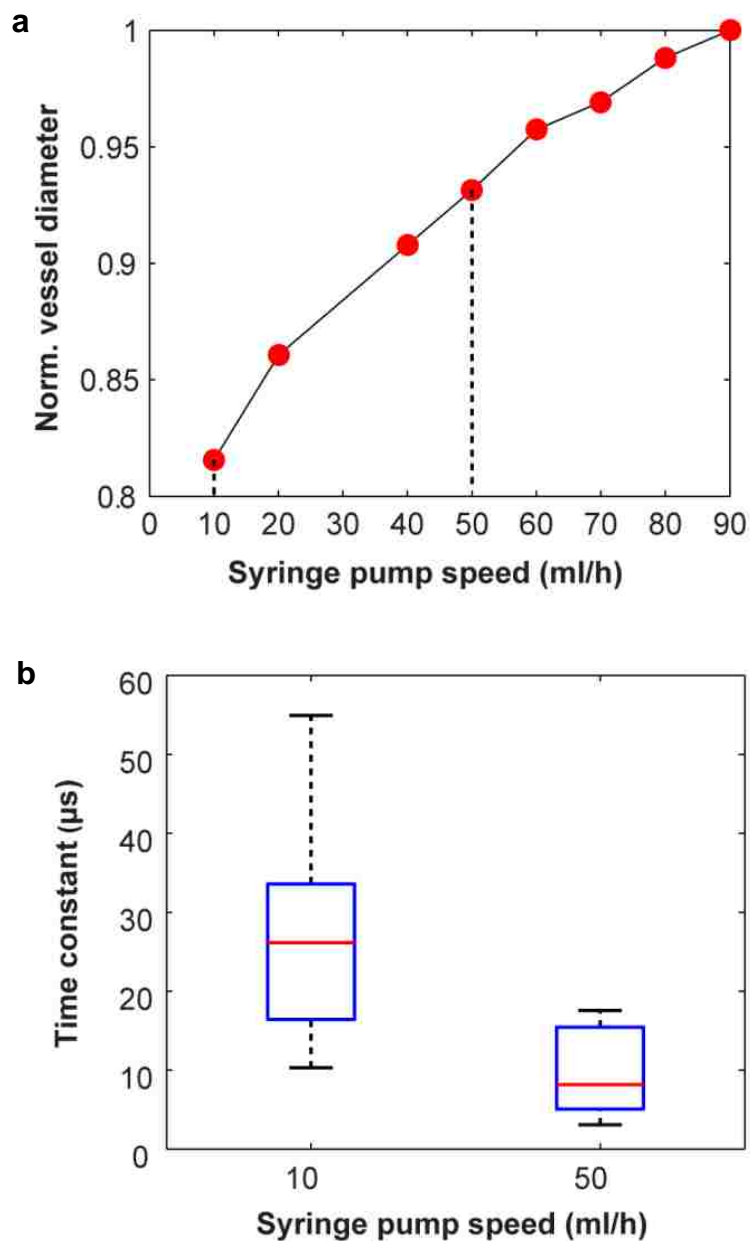 a
1
0.95
0.9
0.85
0.8
Norm. vessel diameter
0 10 20 30 40 50 60 70 80 90
Syringe pump speed (ml/h)
b
60
50
40
30
20
10
0
Time constant (µs)
10 50
Syringe pump speed (ml/h)